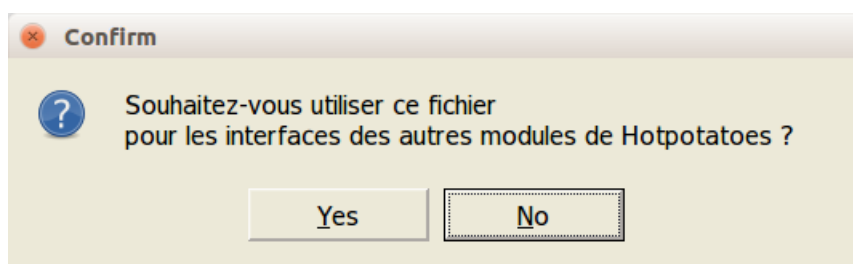 Confirm
Souhaitez-vous utiliser ce fichier
pour les interfaces des autres modules de Hotpotatoes ?
Yes No